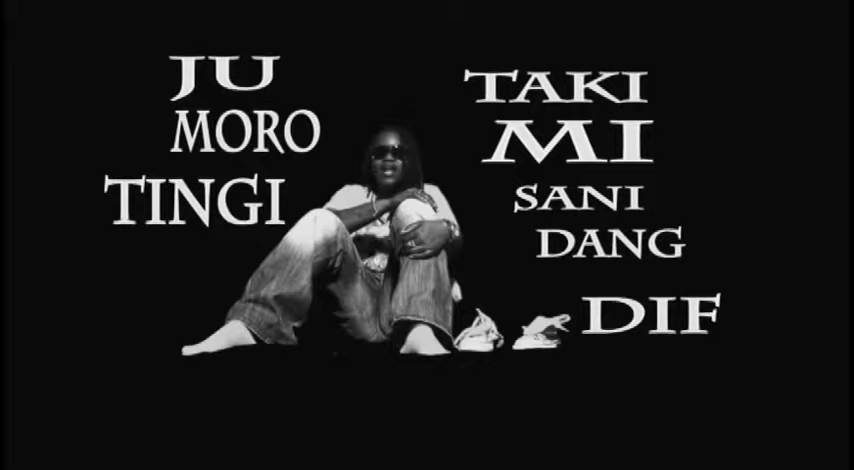 JU
MORO
TINGI
TAKI
MI
SANI
DANG
DIF